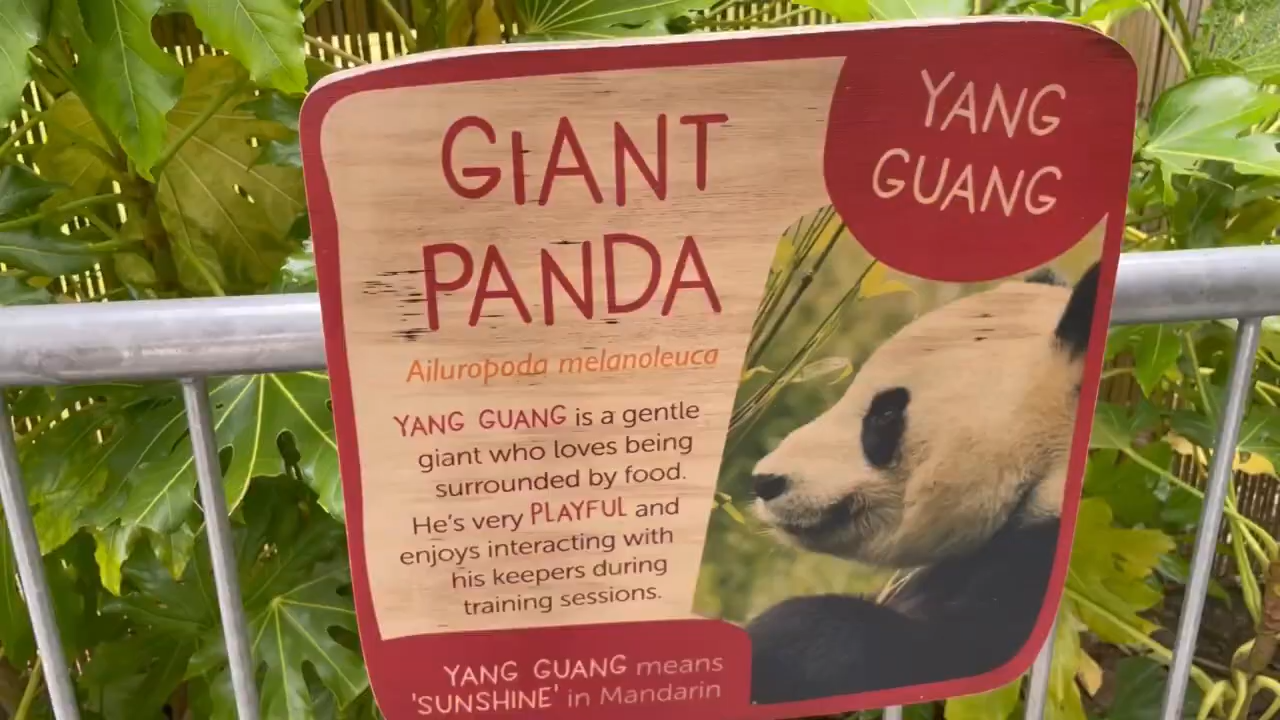 YANG
GUANG
GIANT
PANDA
Ailuropoda melanoleuca
YANG GUANG is a gentle
giant who loves being
surrounded by food.
He's very PLAYFUL and
enjoys interacting with
his keepers during
training sessions.
YANG GUANG means
'SUNSHINE' in Mandarin